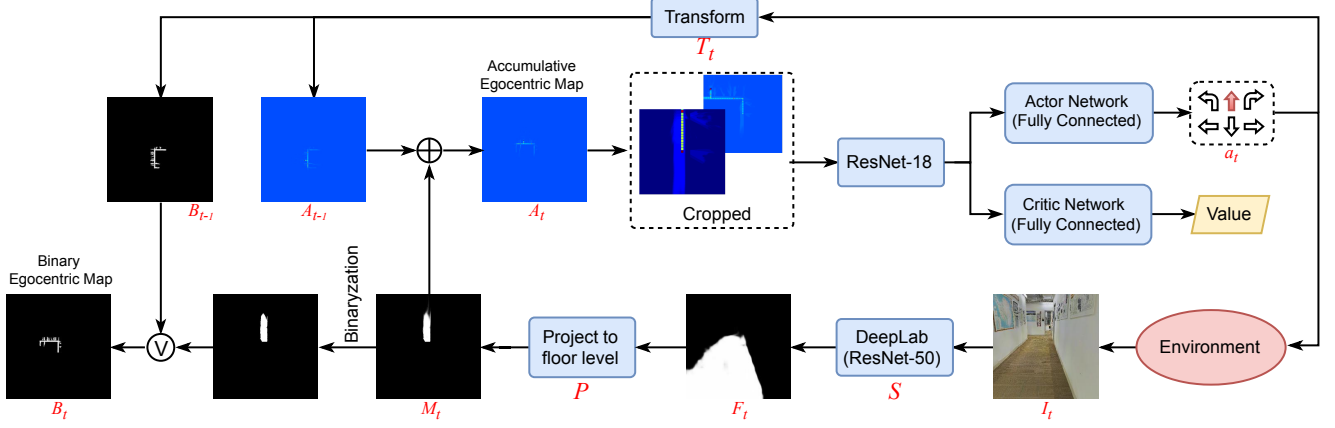 Transform
T_t
Accumulative
Egocentric Map
B_{t-1}
A_{t-1}
A_t
Cropped
ResNet-18
Actor Network
(Fully Connected)
a_t
Critic Network
(Fully Connected)
Value
Binary
Egocentric Map
Binaryzation
B_t
V
M_t
Project to
floor level
P
F_t
DeepLab
(ResNet-50)
S
I_t
Environment